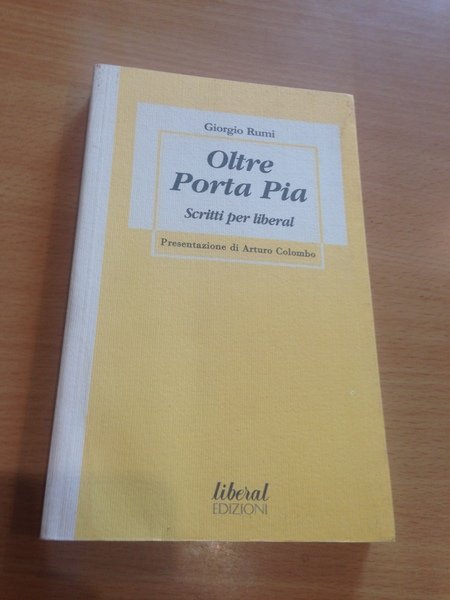 Giorgio Rumi
Oltre
Porta Pia
Scritti per liberal
Presentazione di Arturo Colombo
liberal
EDIZIONI